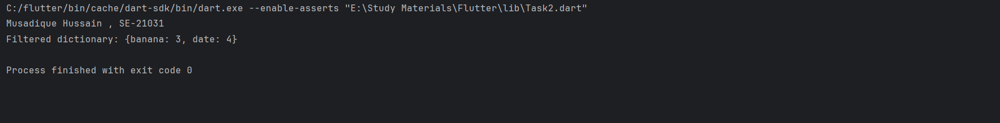 C:/flutter/bin/cache/dart-sdk/bin/dart.exe --enable-asserts "E:\Study Materials\Flutter\lib\Task2.dart"
Musadique Hussain , SE-21031
Filtered dictionary: {banana: 3, date: 4}
Process finished with exit code 0